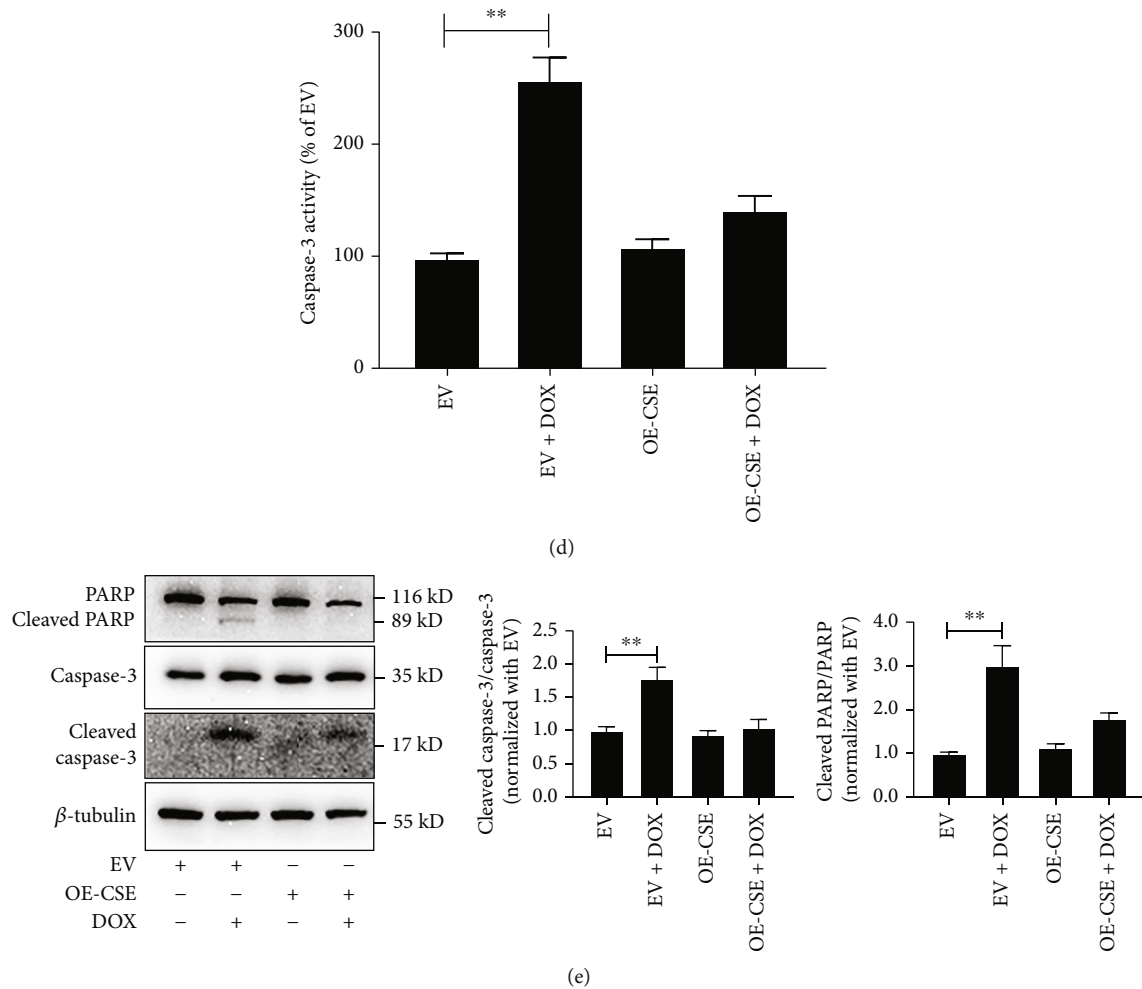 **
300
200
100
0
Caspase-3 activity (% of EV)
EV
EV + DOX
OE-CSE
OE-CSE + DOX
(d)
PARP
Cleaved PARP
116 kD
89 kD
Caspase-3
35 kD
Cleaved
caspase-3
17 kD
β-tubulin
55 kD
EV + + – –
OE-CSE – – + +
DOX – + – +
Cleaved caspase-3/caspase-3
(normalized with EV)
2.5
2.0
1.5
1.0
0.5
0.0
**
EV
EV + DOX
OE-CSE
OE-CSE + DOX
Cleaved PARP/PARP
(normalized with EV)
4.0
3.0
2.0
1.0
0.0
**
EV
EV + DOX
OE-CSE
OE-CSE + DOX
(e)